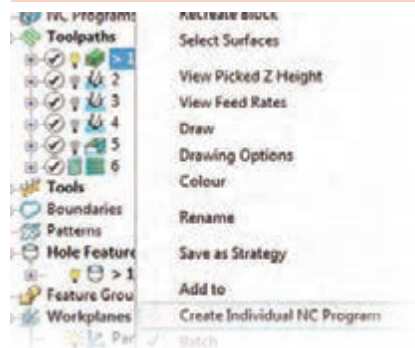 NC Programs
Toolpaths
> 1
2
3
4
5
6
Tools
Boundaries
Patterns
Hole Feature
> 1
Feature Grou
Workplanes
Par
Recreate Block
Select Surfaces
View Picked Z Height
View Feed Rates
Draw
Drawing Options
Colour
Rename
Save as Strategy
Add to
Create Individual NC Program
Batch